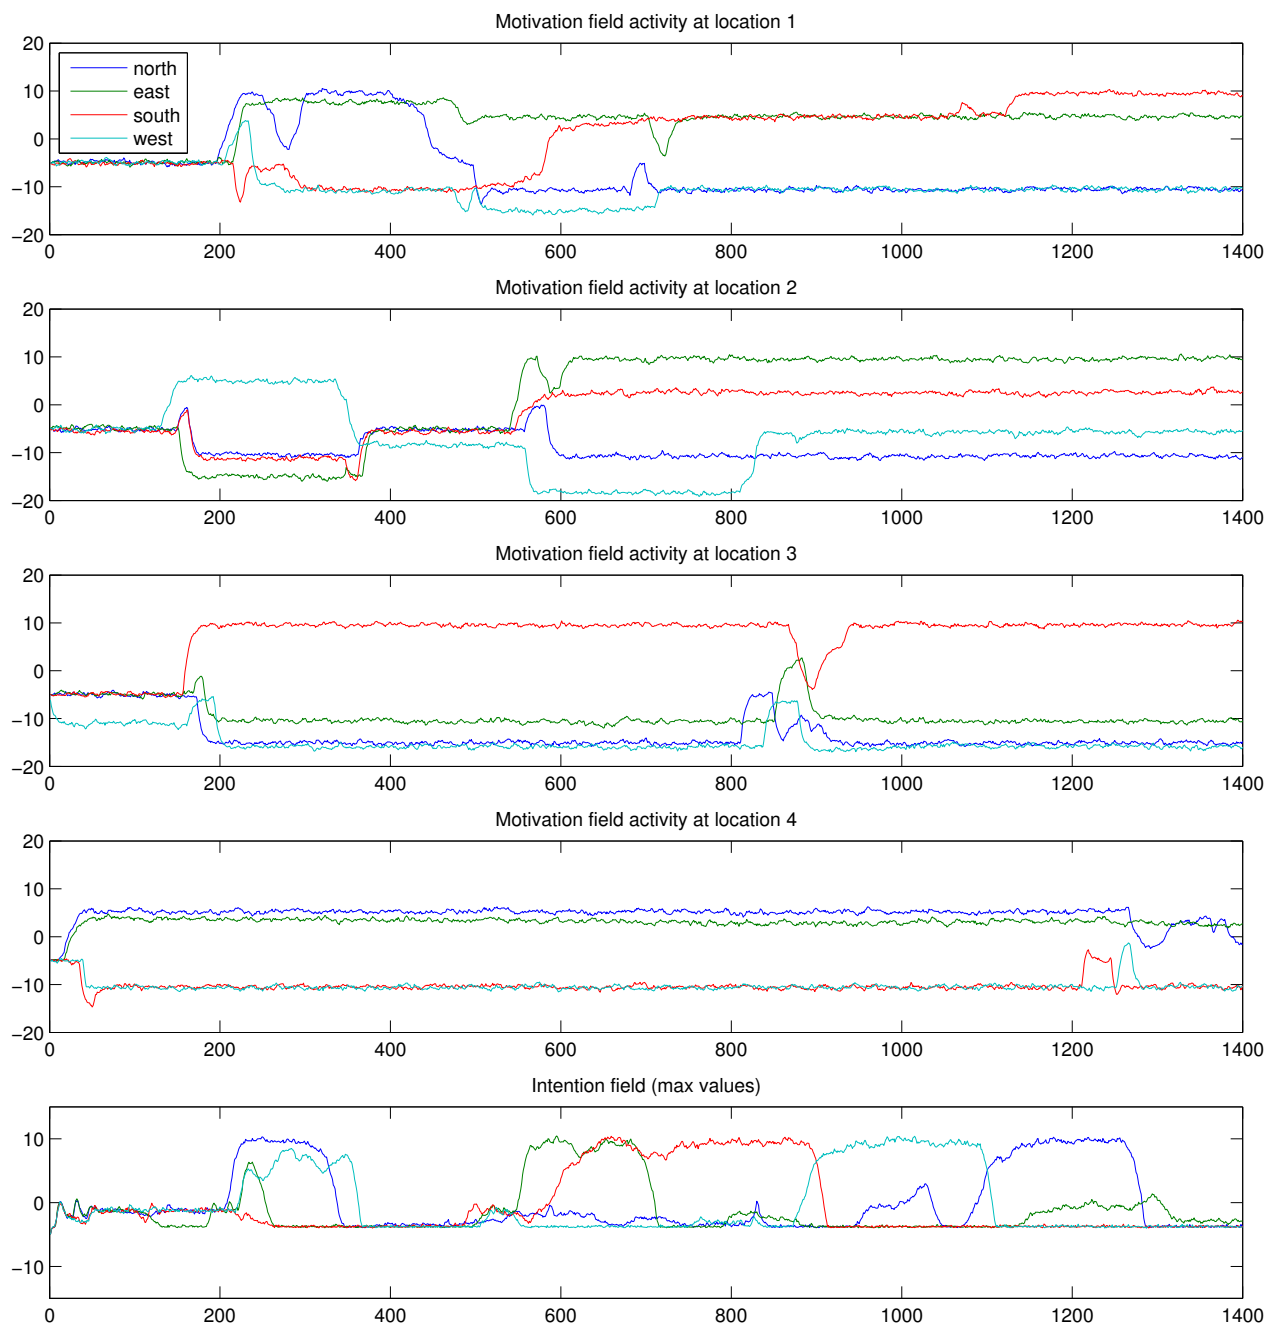 Motivation field activity at location 1
20
10
0
−10
−20
north
east
south
west
0 200 400 600 800 1000 1200 1400
Motivation field activity at location 2
20
10
0
−10
−20
0 200 400 600 800 1000 1200 1400
Motivation field activity at location 3
20
10
0
−10
−20
0 200 400 600 800 1000 1200 1400
Motivation field activity at location 4
20
10
0
−10
−20
0 200 400 600 800 1000 1200 1400
Intention field (max values)
10
0
−10
0 200 400 600 800 1000 1200 1400